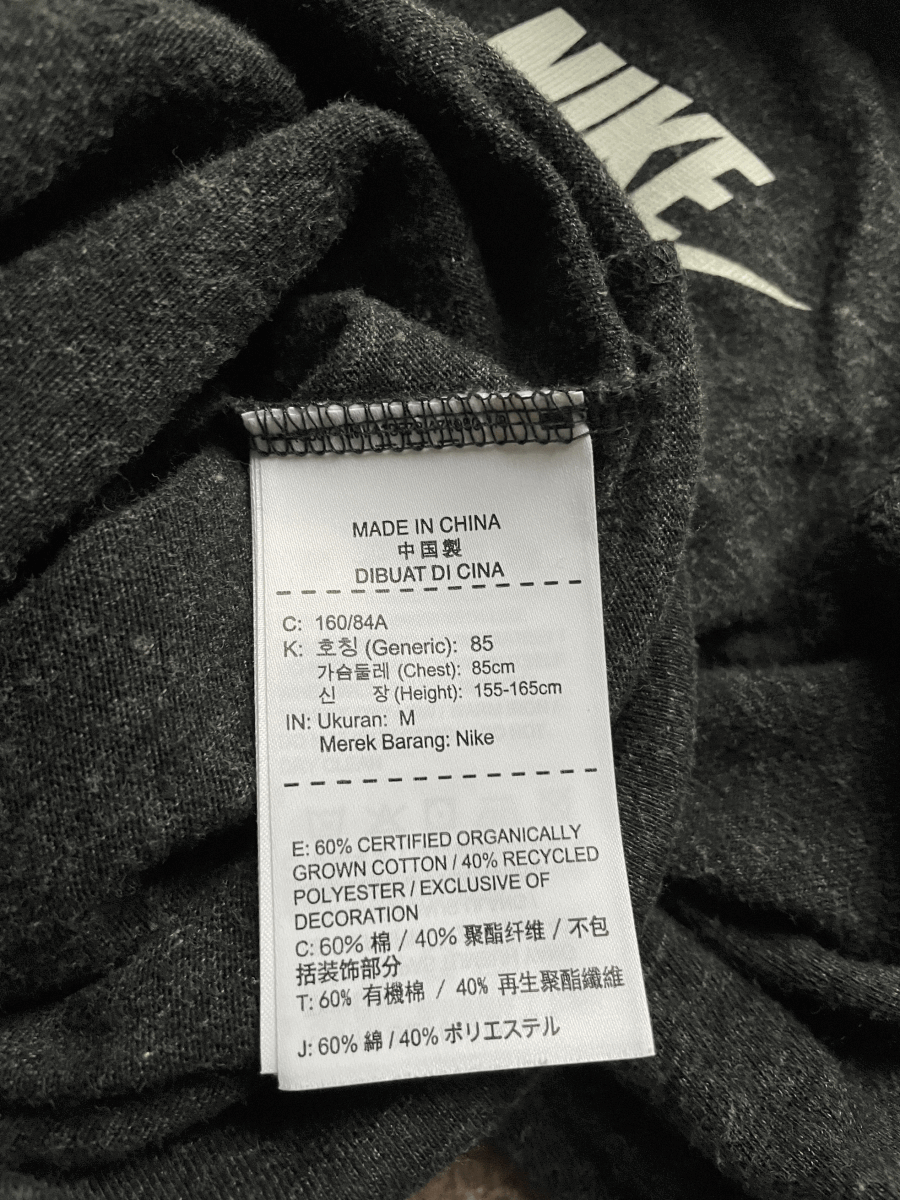 NIKE
MADE IN CHINA
中国製
DIBUAT DI CINA
C: 160/84A
K: 호칭 (Generic): 85
가슴둘레 (Chest): 85cm
신 장 (Height): 155-165cm
IN: Ukuran: M
Merek Barang: Nike
E: 60% CERTIFIED ORGANICALLY
GROWN COTTON / 40% RECYCLED
POLYESTER / EXCLUSIVE OF
DECORATION
C: 60% 棉 / 40% 聚酯纤维 / 不包
括装饰部分
T: 60% 有機棉 / 40% 再生聚酯纖維
J: 60% 綿 / 40% ポリエステル